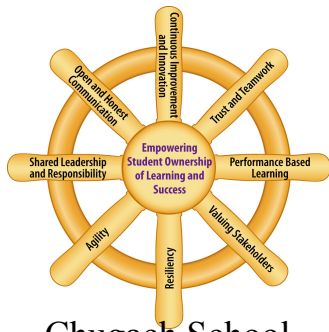 Continuous Improvement
and Innovation
Trust and Teamwork
Performance Based
Learning
Valuing Stakeholders
Resiliency
Agility
Shared Leadership
and Responsibility
Open and Honest
Communication
Empowering
Student Ownership
of Learning and
Success
Chugach School